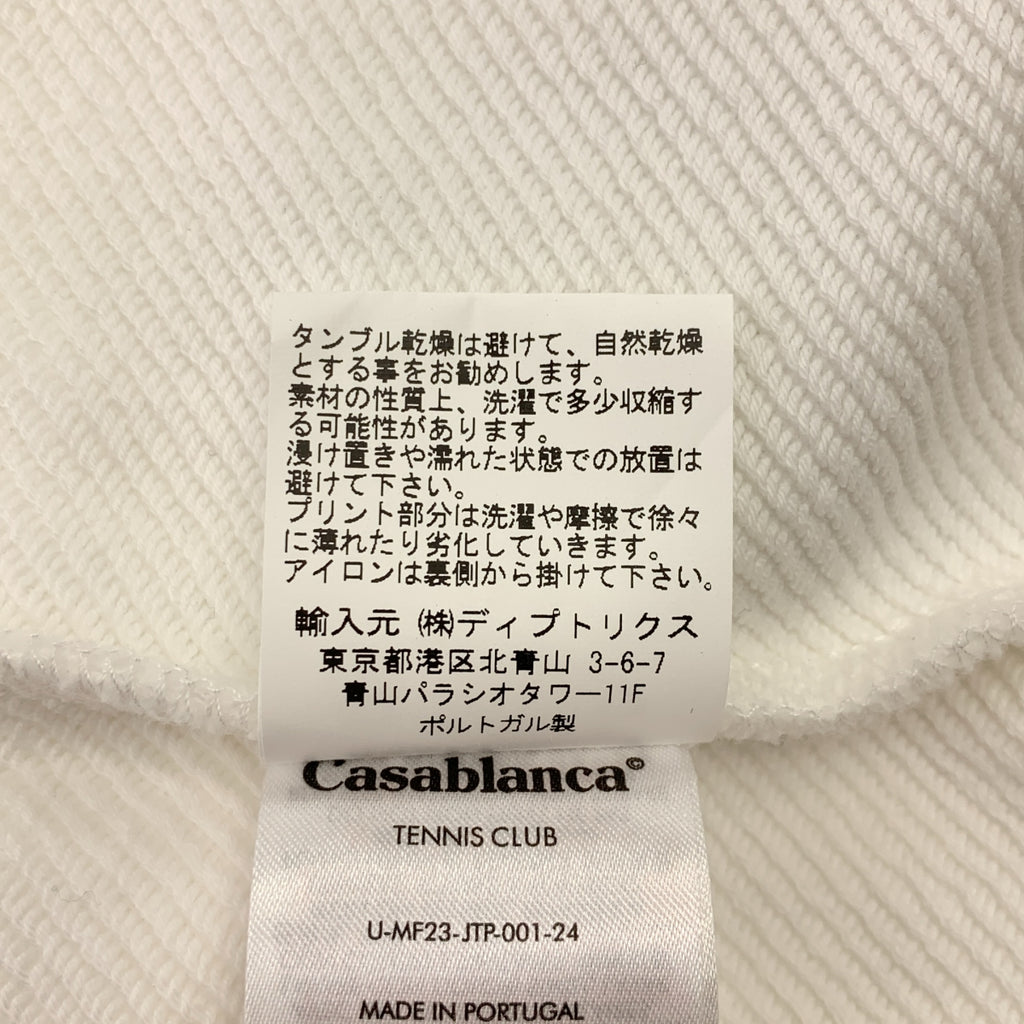 タンブル乾燥は避けて、自然乾燥
とする事をお勧めします。
素材の性質上、洗濯で多少収縮す
る可能性があります。
浸け置きや濡れた状態での放置は
避けて下さい。
プリント部分は洗濯や摩擦で徐々
に薄れたり劣化していきます。
アイロンは裏側から掛けて下さい。
輸入元 ㈱ディプトリクス
東京都港区北青山 3-6-7
青山パラシオタワー11F
ポルトガル製
Casablanca©
TENNIS CLUB
U-MF23-JTP-001-24
MADE IN PORTUGAL